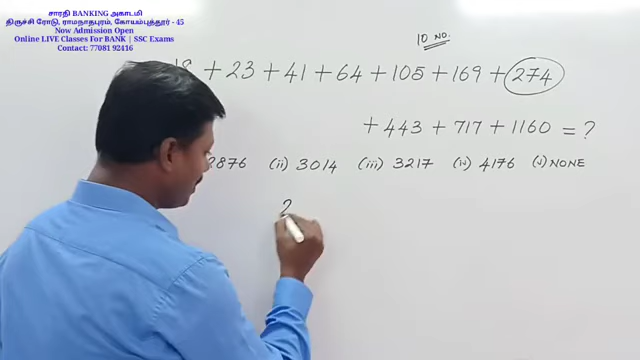 சாரதி BANKING அகாடமி
திருச்சி ரோடு, ராமநாதபுரம், கோயம்புத்தூர் - 45
Now Admission Open
Online LIVE Classes For BANK | SSC Exams
Contact: 77081 92416
10 NO.
18 + 23 + 41 + 64 + 105 + 169 + 274
+ 443 + 717 + 1160 = ?
2876 (ii) 3014 (iii) 3217 (iv) 4176 (v) NONE
2